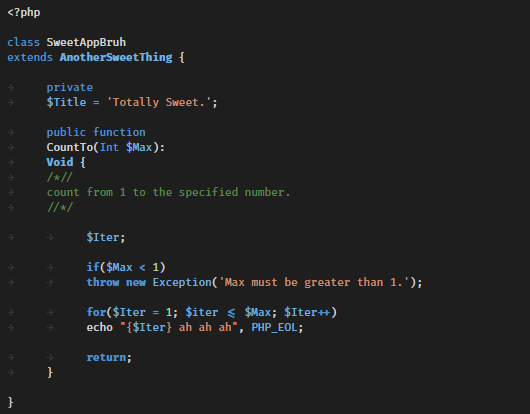 <?php
class SweetAppBruh
extends AnotherSweetThing {
private
$Title = 'Totally Sweet.';
public function
CountTo(Int $Max):
Void {
/*//
count from 1 to the specified number.
//*/
$Iter;
if($Max < 1)
throw new Exception('Max must be greater than 1.');
for($Iter = 1; $iter <= $Max; $Iter++)
echo "{$Iter} ah ah ah", PHP_EOL;
return;
}
}